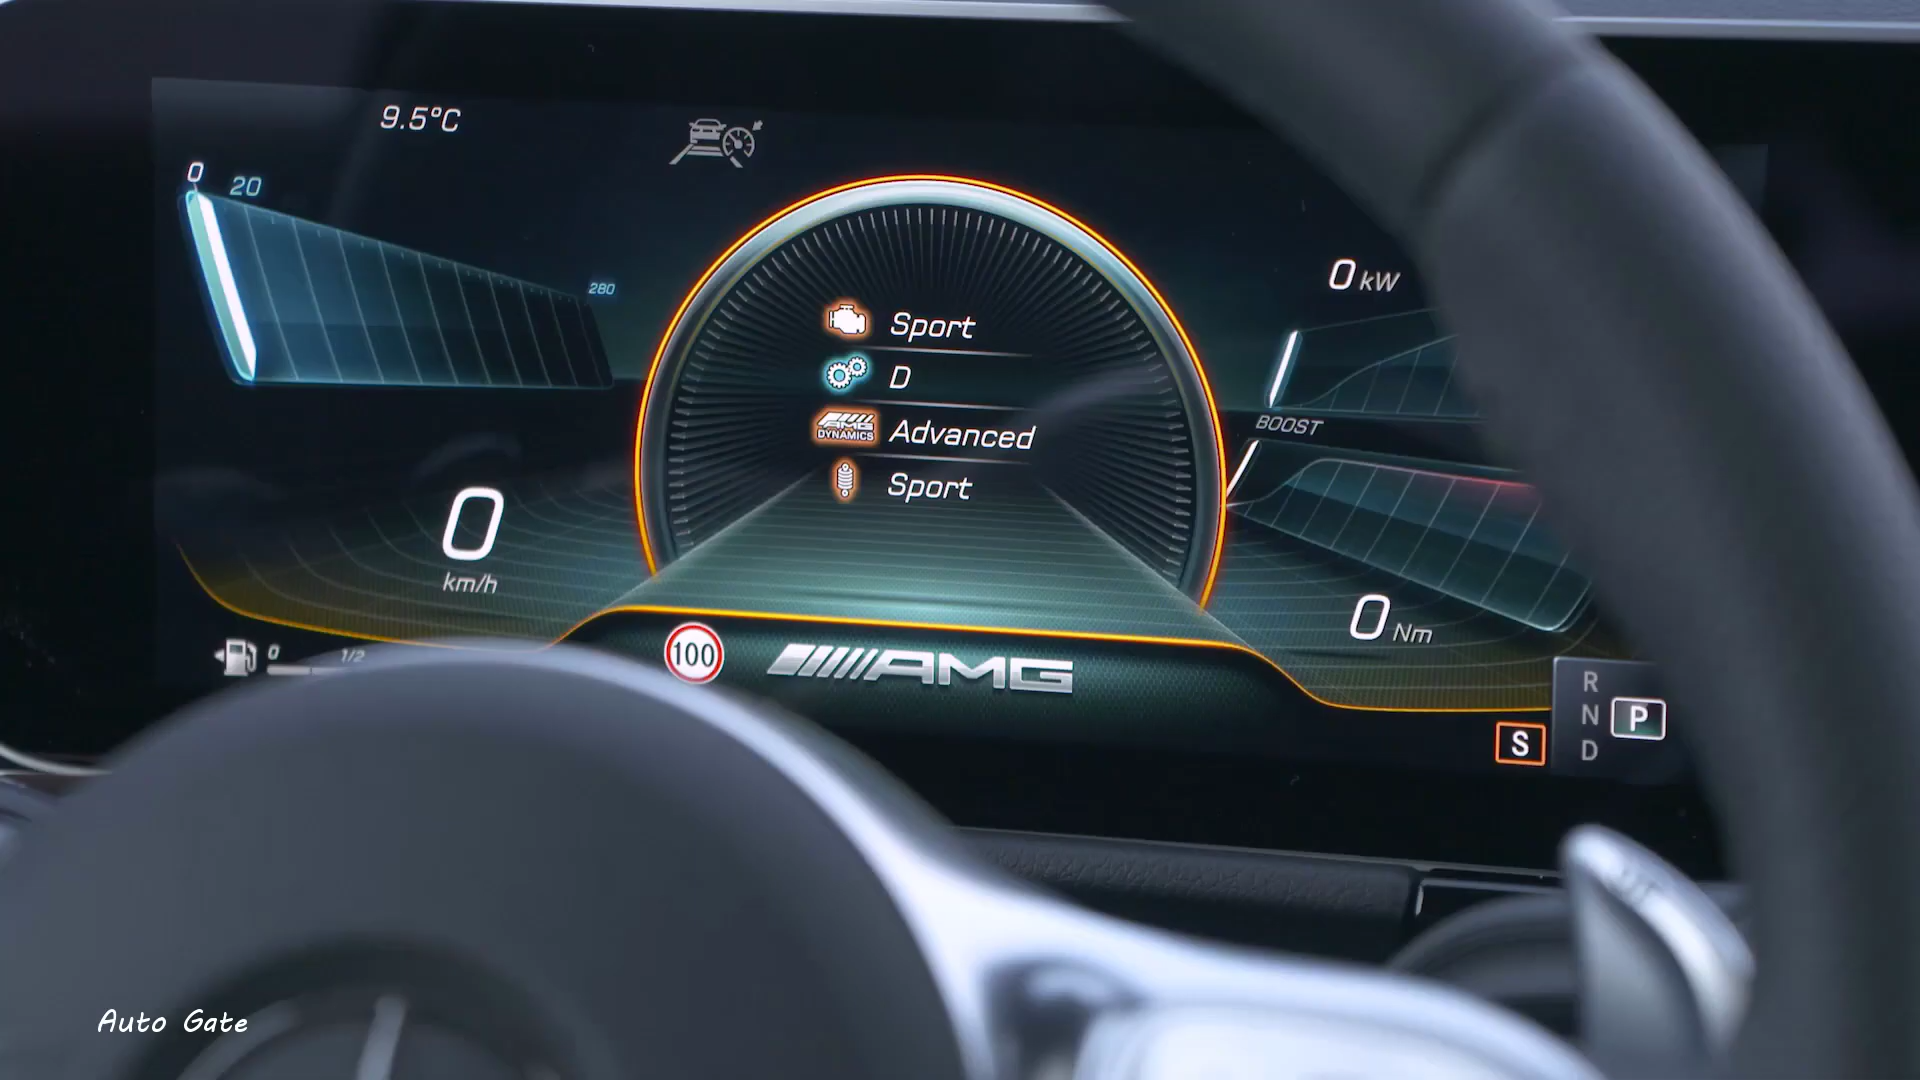 9.5°C
0
20
280
0 kW
Sport
D
AMG
DYNAMICS
Advanced
Sport
BOOST
0
km/h
0 Nm
0
1/2
100
AMG
R
N
D
P
S
Auto Gate